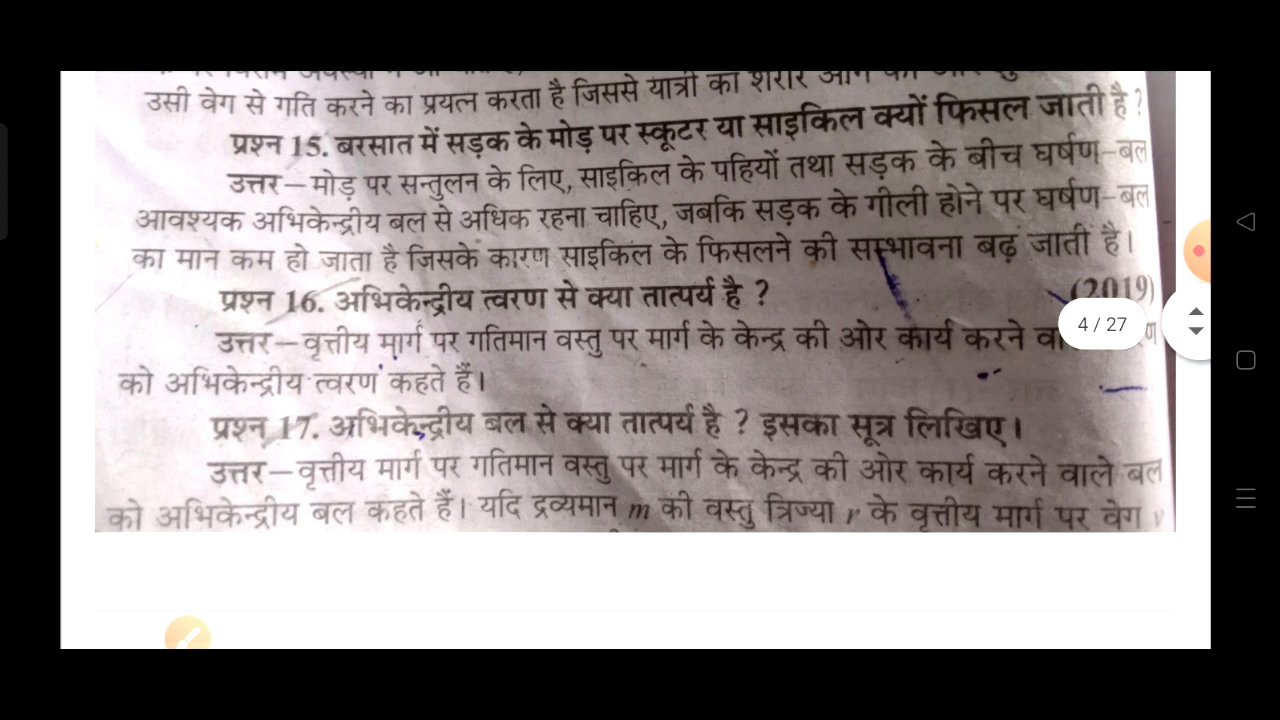 उसी वेग से गति करने का प्रयत्न करता है जिससे यात्री का शरीर आगे
प्रश्न 15. बरसात में सड़क के मोड़ पर स्कूटर या साइकिल क्यों फिसल जाती है ?
उत्तर – मोड़ पर सन्तुलन के लिए, साइकिल के पहियों तथा सड़क के बीच घर्षण-बल
आवश्यक अभिकेन्द्रीय बल से अधिक रहना चाहिए, जबकि सड़क के गीली होने पर घर्षण-बल
का मान कम हो जाता है जिसके कारण साइकिल के फिसलने की सम्भावना बढ़ जाती है।
प्रश्न 16. अभिकेन्द्रीय त्वरण से क्या तात्पर्य है ? (2019)
उत्तर – वृत्तीय मार्ग पर गतिमान वस्तु पर मार्ग के केन्द्र की ओर कार्य करने
4 / 27
को अभिकेन्द्रीय त्वरण कहते हैं।
प्रश्न 17. अभिकेन्द्रीय बल से क्या तात्पर्य है ? इसका सूत्र लिखिए।
उत्तर – वृत्तीय मार्ग पर गतिमान वस्तु पर मार्ग के केन्द्र की ओर कार्य करने वाले बल
को अभिकेन्द्रीय बल कहते हैं। यदि द्रव्यमान m की वस्तु त्रिज्या r के वृत्तीय मार्ग पर वेग v